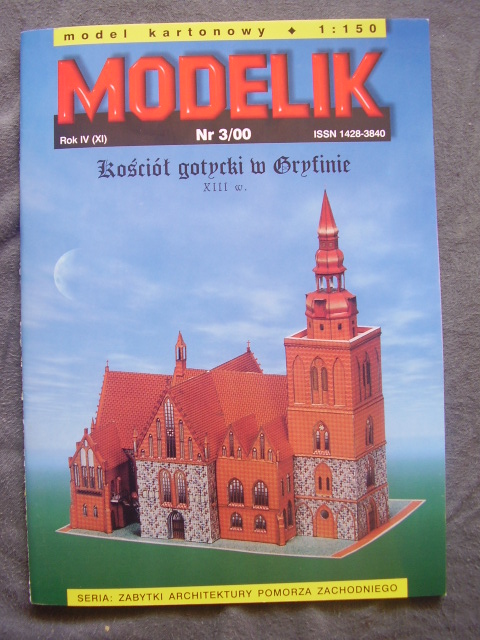 model kartonowy ◆ 1:150
MODELIK
Rok IV (XI) Nr 3/00 ISSN 1428-3840
Kościół gotycki w Gryfinie
XIII w.
SERIA: ZABYTKI ARCHITEKTURY POMORZA ZACHODNIEGO